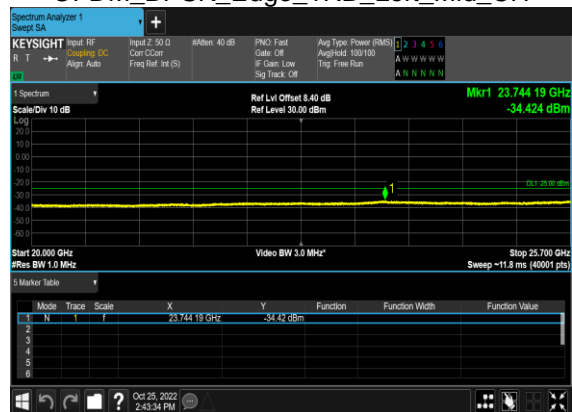 Spectrum Analyzer 1
Swept SA
+
KEYSIGHT Input: RF
R T
Coupling: DC
Align: Auto
Input Z: 50 Ω
Corr CCorr
Freq Ref: Int (S)
#Atten: 40 dB
PNO: Fast
Gate: Off
IF Gain: Low
Sig Track: Off
Avg Type: Power (RMS)
Avg|Hold: 100/100
Trig: Free Run
1 2 3 4 5 6
A W W W W W
A N N N N N
LW
1 Spectrum
Scale/Div 10 dB
Ref Lvl Offset 8.40 dB
Ref Level 30.00 dBm
Mkr1 23.744 19 GHz
-34.424 dBm
Log
20.0
10.0
0.00
-10.0
-20.0
-30.0
-40.0
-50.0
-60.0
1
DL1 -25.00 dBm
Start 20.000 GHz
#Res BW 1.0 MHz
Video BW 3.0 MHz*
Stop 25.700 GHz
Sweep ~11.8 ms (40001 pts)
5 Marker Table
Mode Trace Scale X Y Function Function Width Function Value
1 N 1 f 23.744 19 GHz -34.42 dBm
2
3
4
5
6
?
Oct 25, 2022
2:43:34 PM